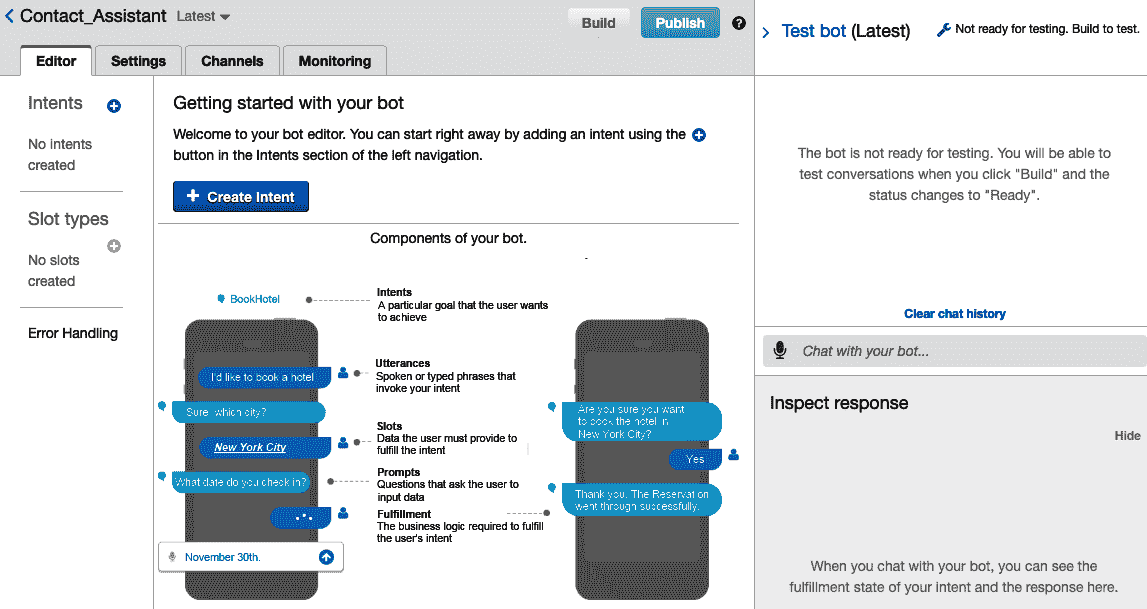 Contact_Assistant Latest
Build
Publish
?
Test bot (Latest)
Not ready for testing. Build to test.
Editor
Settings
Channels
Monitoring
Intents
No intents
created
Slot types
No slots
created
Error Handling
Getting started with your bot
Welcome to your bot editor. You can start right away by adding an intent using the
button in the Intents section of the left navigation.
+ Create Intent
Components of your bot.
BookHotel
Intents
A particular goal that the user wants
to achieve
I'd like to book a hotel
Utterances
Spoken or typed phrases that
invoke your intent
Sure, which city?
New York City
Slots
Data the user must provide to
fulfill the intent
What date do you check in?
Prompts
Questions that ask the user to
input data
Fulfillment
The business logic required to fulfill
the user's intent
November 30th.
Are you sure you want
to book the hotel in
New York City?
Yes
Thank you. The Reservation
went through successfully.
The bot is not ready for testing. You will be able to
test conversations when you click "Build" and the
status changes to "Ready".
Clear chat history
Chat with your bot...
Inspect response
Hide
When you chat with your bot, you can see the
fulfillment state of your intent and the response here.